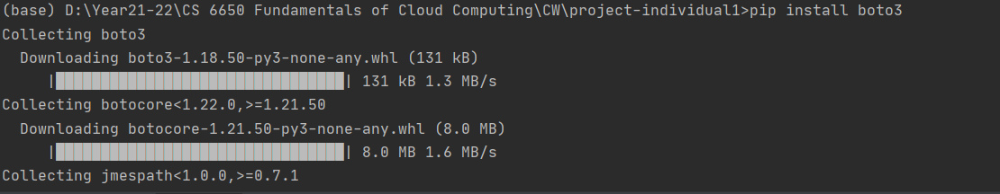 (base) D:\Year21-22\CS 6650 Fundamentals of Cloud Computing\CW\project-individual1>pip install boto3
Collecting boto3
  Downloading boto3-1.18.50-py3-none-any.whl (131 kB)
     |████████████████████████████████| 131 kB 1.3 MB/s
Collecting botocore<1.22.0,>=1.21.50
  Downloading botocore-1.21.50-py3-none-any.whl (8.0 MB)
     |████████████████████████████████| 8.0 MB 1.6 MB/s
Collecting jmespath<1.0.0,>=0.7.1